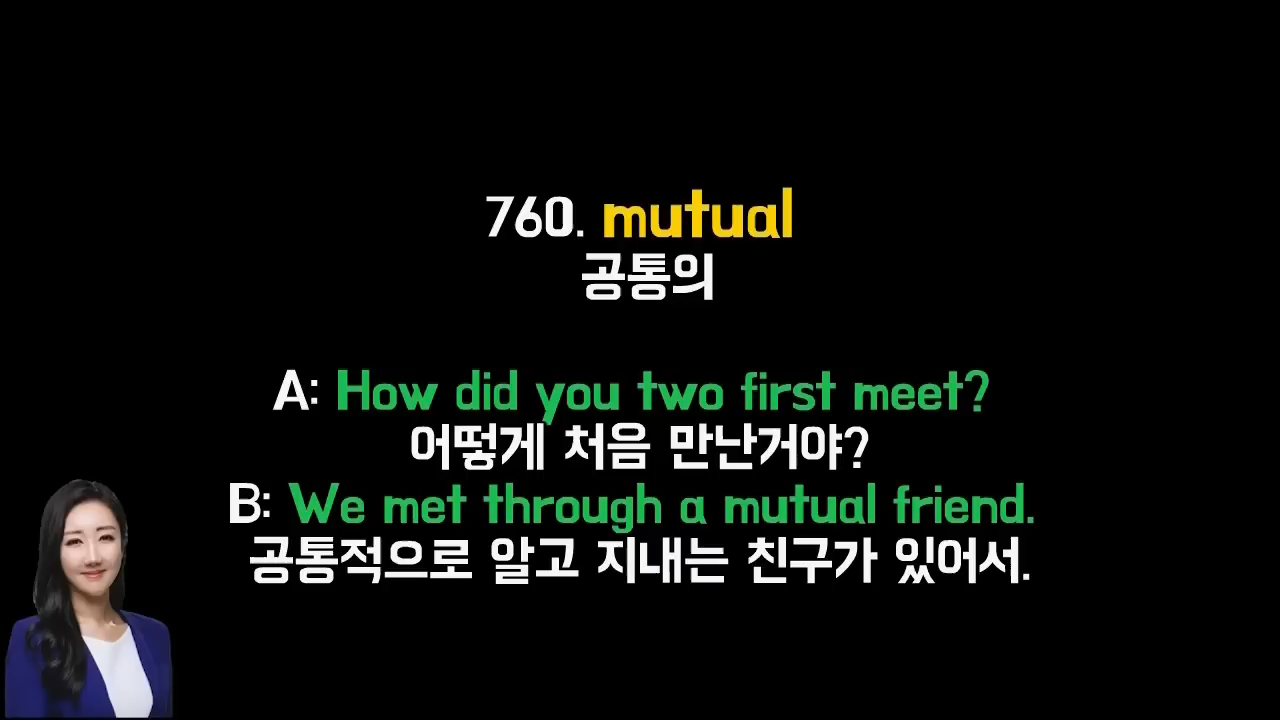 760. mutual
공통의
A: How did you two first meet?
어떻게 처음 만난거야?
B: We met through a mutual friend.
공통적으로 알고 지내는 친구가 있어서.